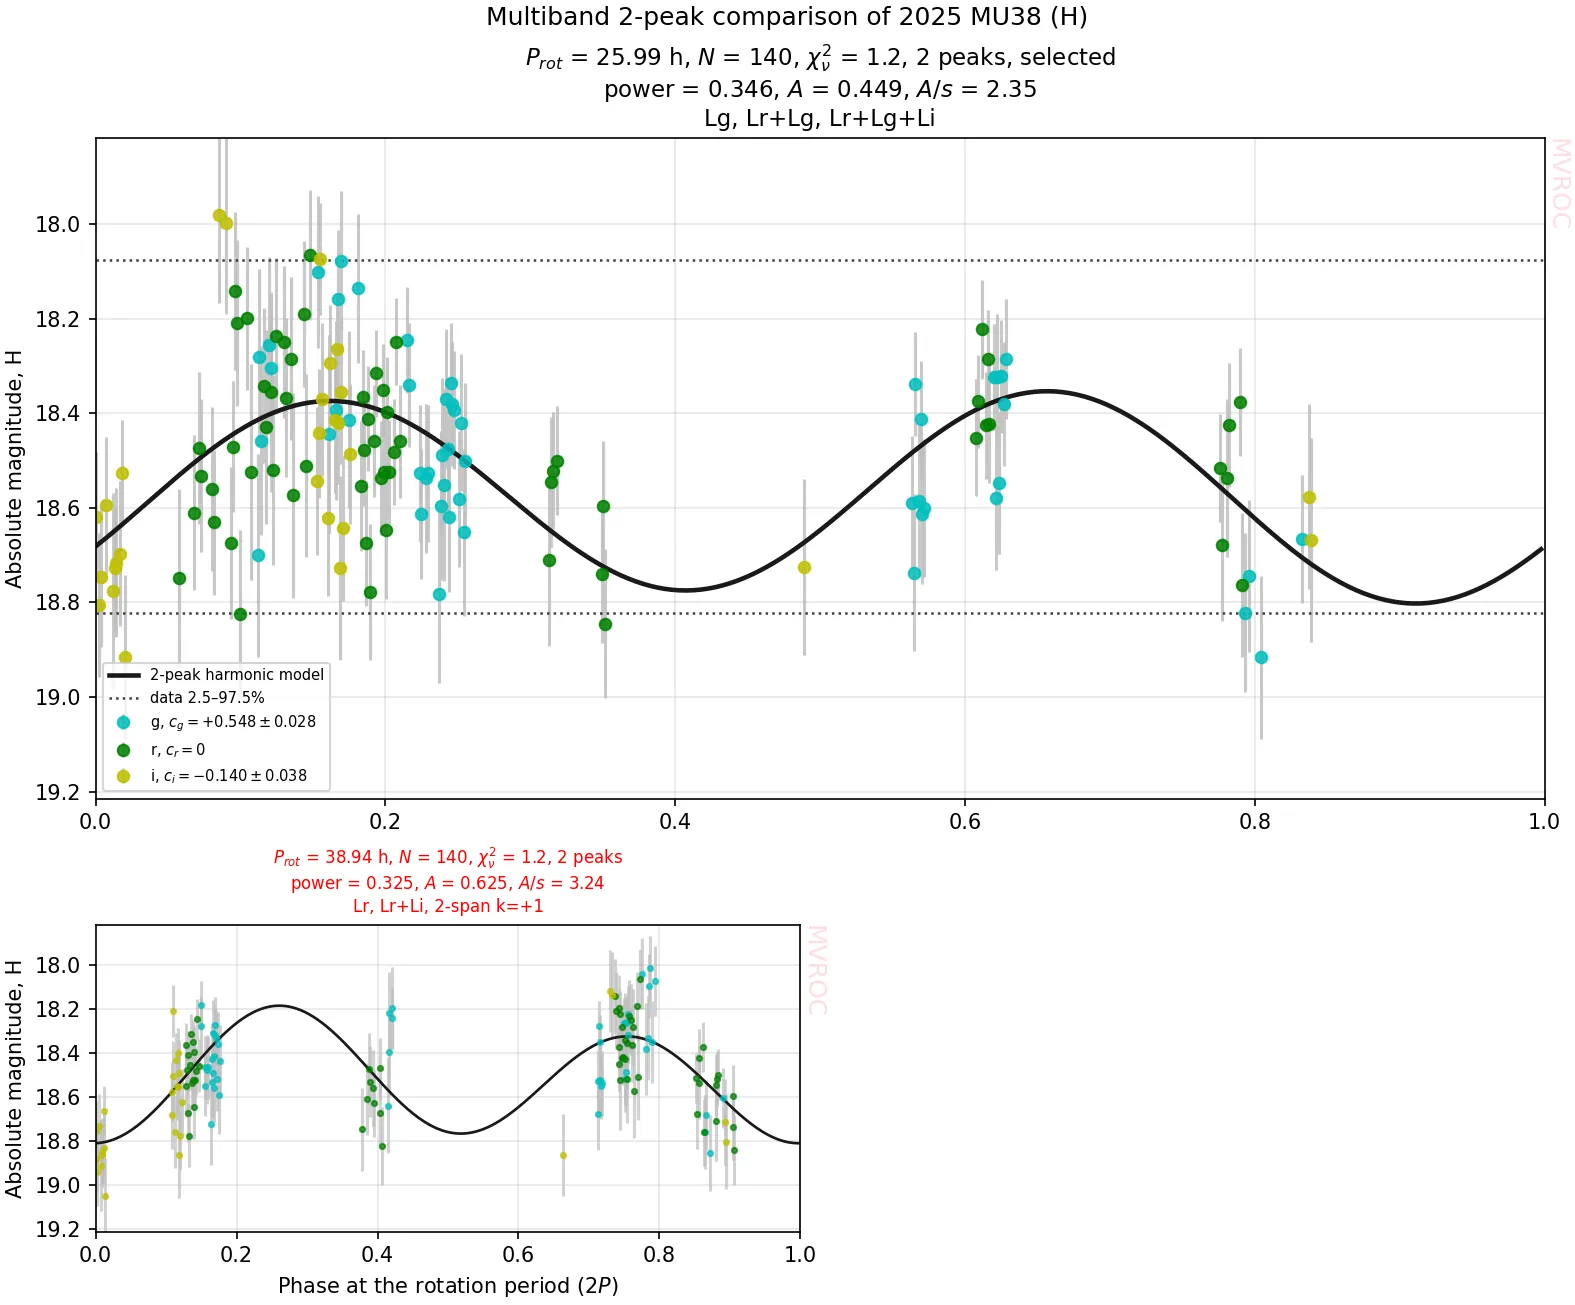 Multiband 2-peak comparison of 2025 MU38 (H)
P_rot = 25.99 h, N = 140, χ²_ν = 1.2, 2 peaks, selected
power = 0.346, A = 0.449, A/s = 2.35
Lg, Lr+Lg, Lr+Lg+Li
MVROC
Absolute magnitude, H
18.0
18.2
18.4
18.6
18.8
19.0
19.2
2-peak harmonic model
data 2.5–97.5%
g, c_g = +0.548 ± 0.028
r, c_r = 0
i, c_i = −0.140 ± 0.038
0.0 0.2 0.4 0.6 0.8 1.0
P_rot = 38.94 h, N = 140, χ²_ν = 1.2, 2 peaks
power = 0.325, A = 0.625, A/s = 3.24
Lr, Lr+Li, 2-span k=+1
MVROC
Absolute magnitude, H
18.0
18.2
18.4
18.6
18.8
19.0
19.2
0.0 0.2 0.4 0.6 0.8 1.0
Phase at the rotation period (2P)